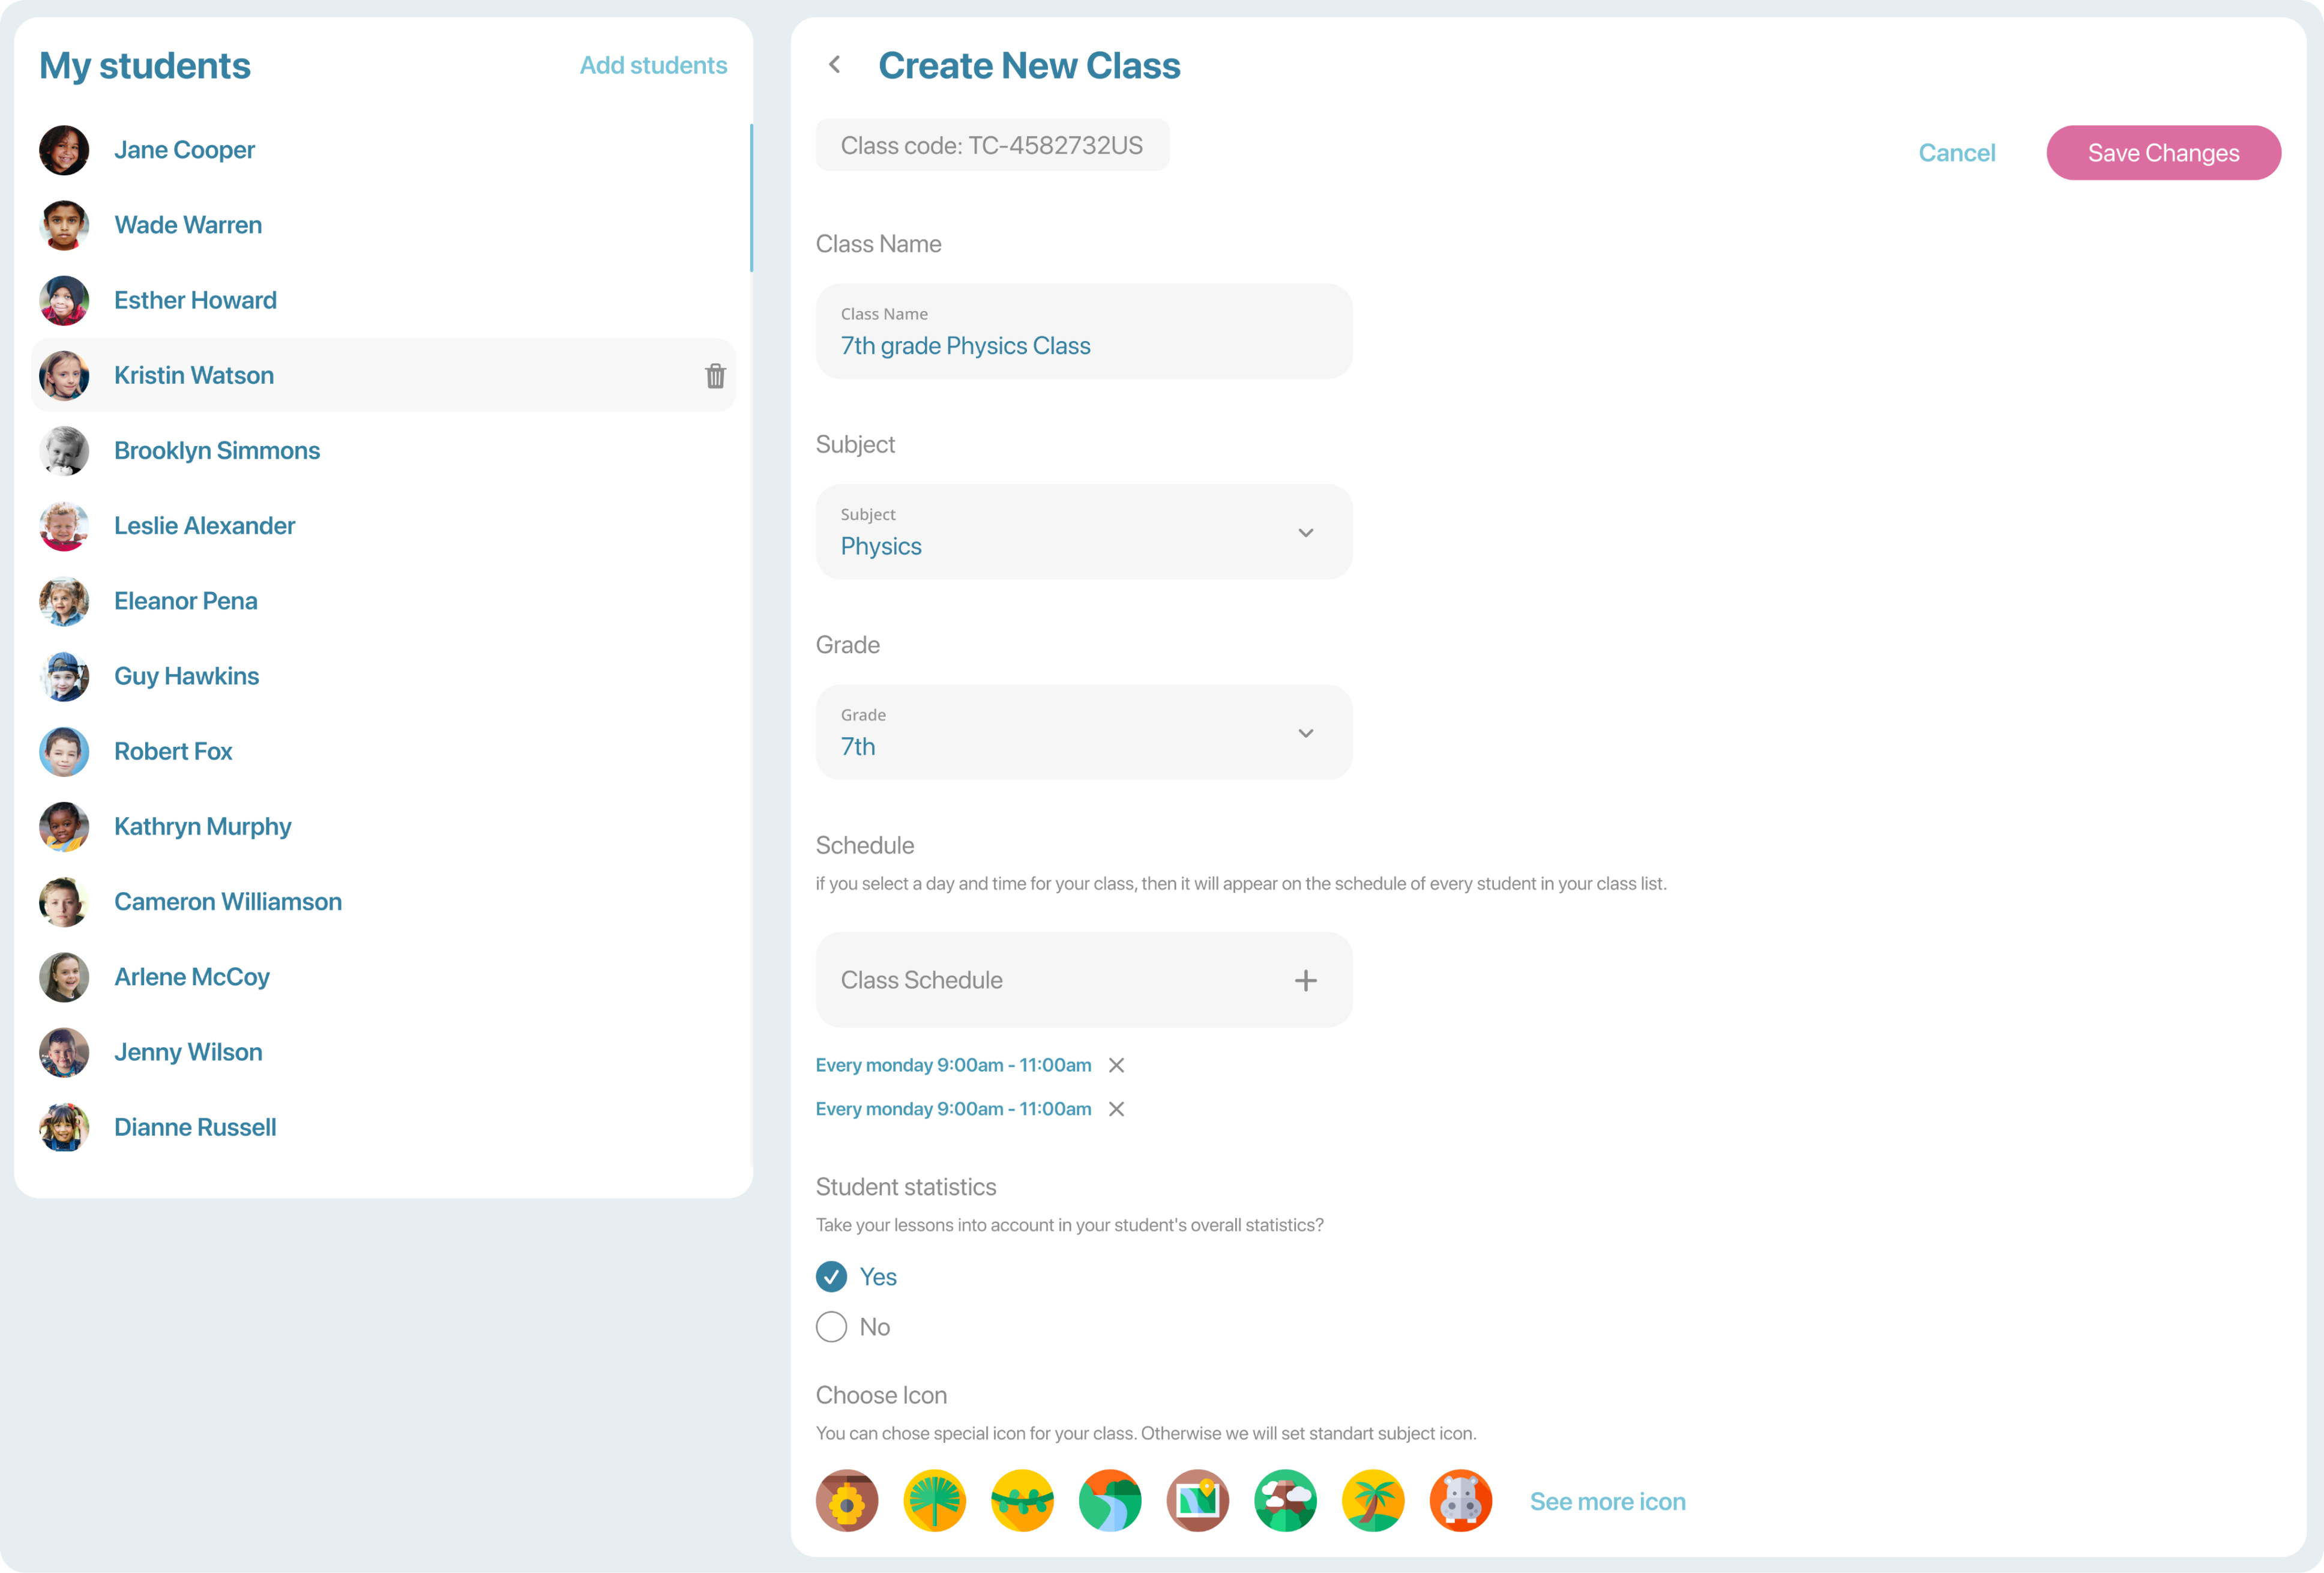 My students
Add students
Jane Cooper
Wade Warren
Esther Howard
Kristin Watson
Brooklyn Simmons
Leslie Alexander
Eleanor Pena
Guy Hawkins
Robert Fox
Kathryn Murphy
Cameron Williamson
Arlene McCoy
Jenny Wilson
Dianne Russell
Create New Class
Class code: TC-4582732US
Cancel
Save Changes
Class Name
Class Name
7th grade Physics Class
Subject
Subject
Physics
Grade
Grade
7th
Schedule
if you select a day and time for your class, then it will appear on the schedule of every student in your class list.
Class Schedule
Every monday 9:00am - 11:00am
Every monday 9:00am - 11:00am
Student statistics
Take your lessons into account in your student's overall statistics?
Yes
No
Choose Icon
You can chose special icon for your class. Otherwise we will set standart subject icon.
See more icon